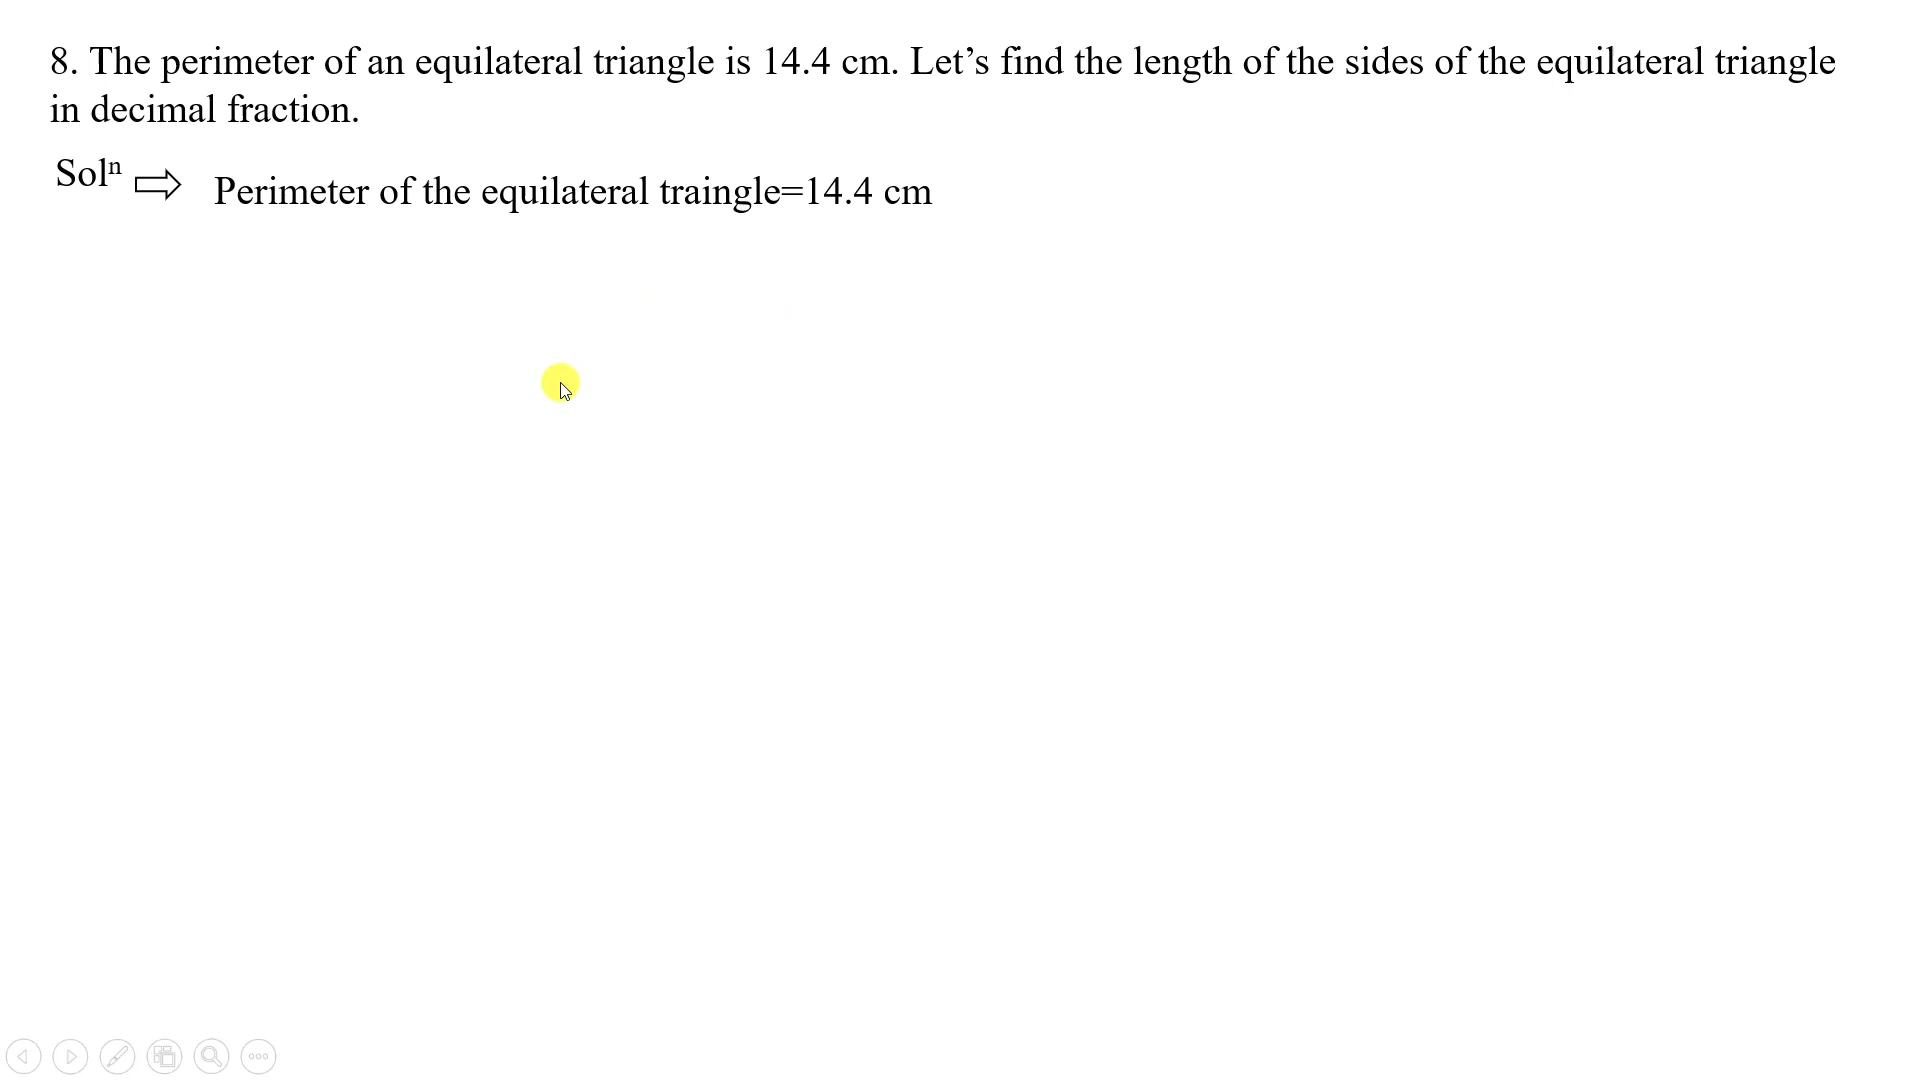 8. The perimeter of an equilateral triangle is 14.4 cm. Let’s find the length of the sides of the equilateral triangle
in decimal fraction.
Solⁿ ⇨ Perimeter of the equilateral traingle=14.4 cm